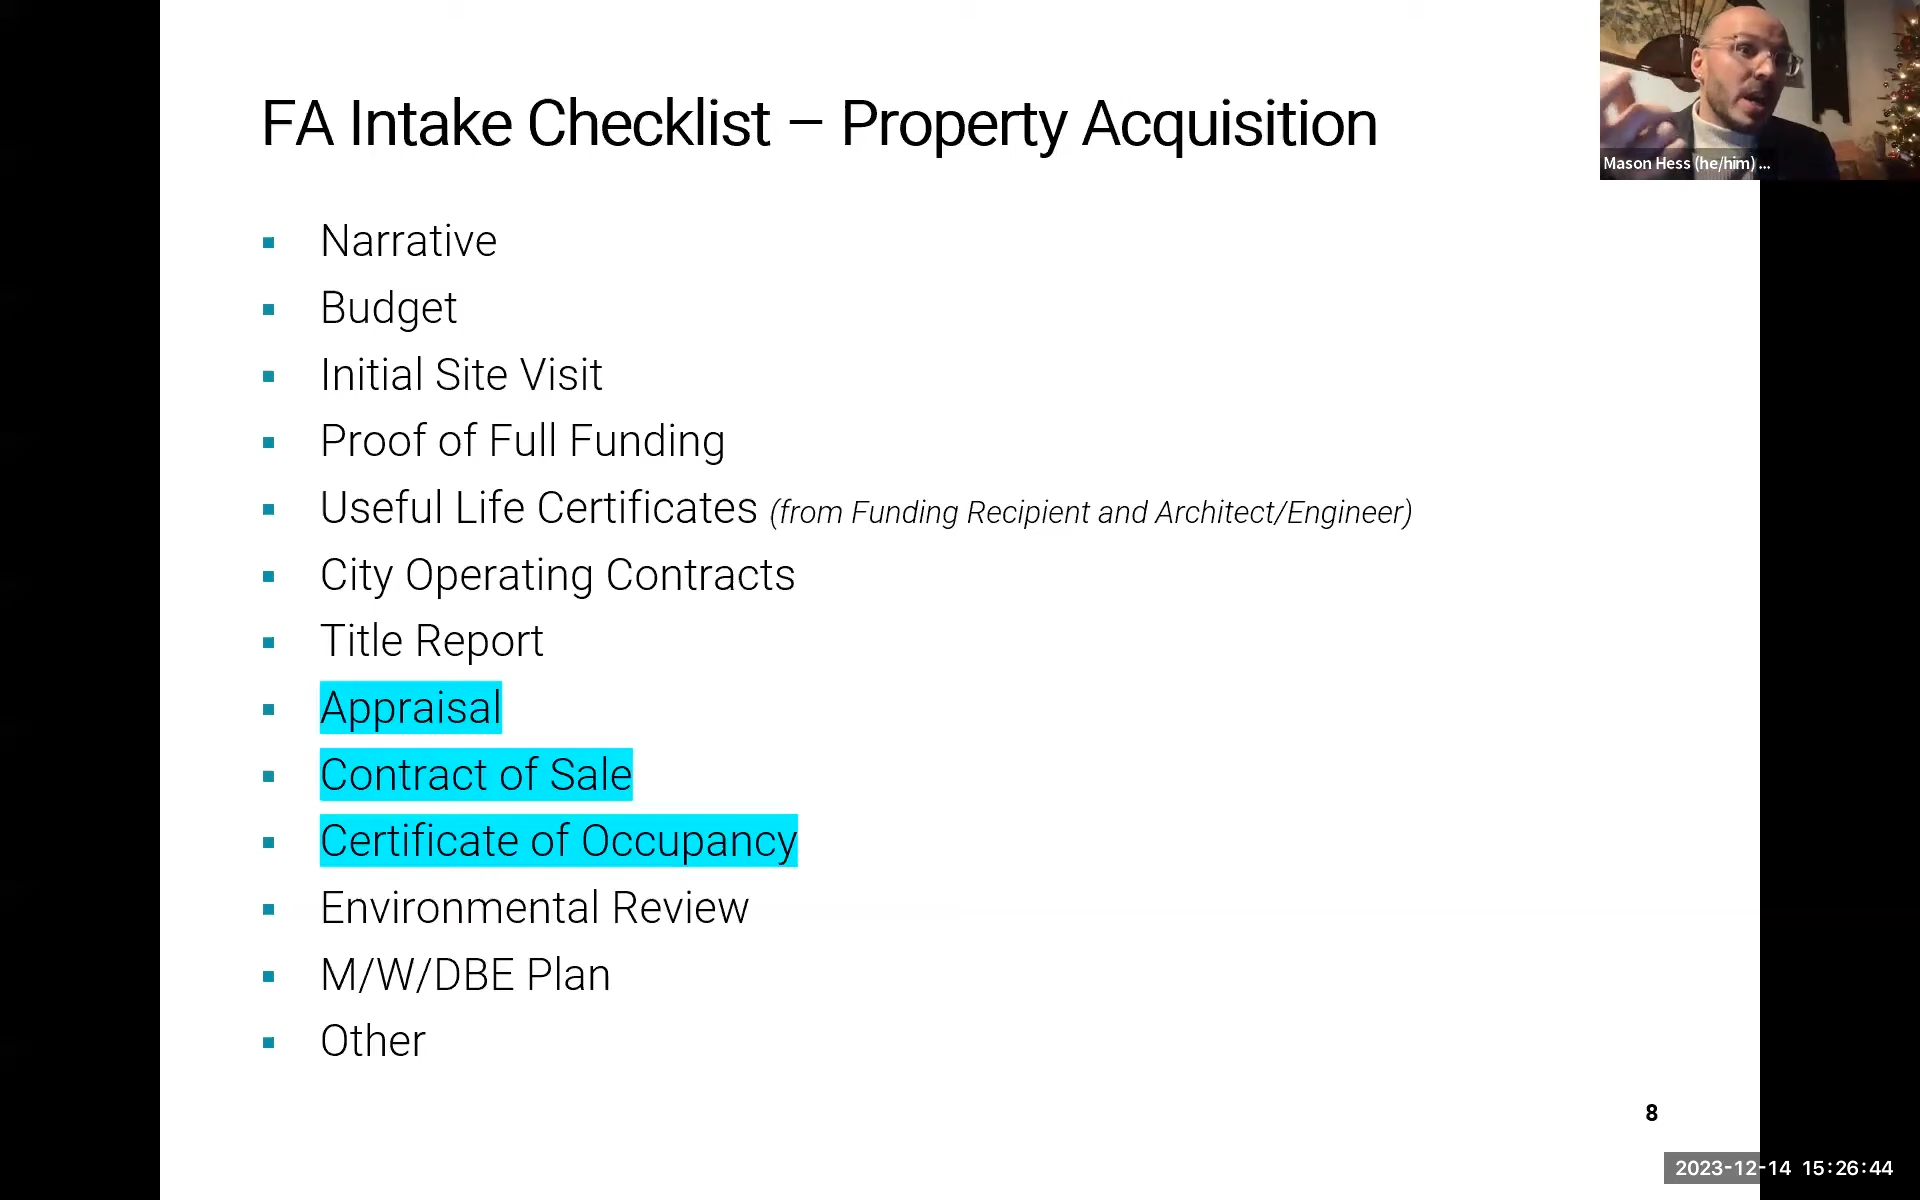 FA Intake Checklist – Property Acquisition
Mason Hess (he/him) ...
▪ Narrative
▪ Budget
▪ Initial Site Visit
▪ Proof of Full Funding
▪ Useful Life Certificates (from Funding Recipient and Architect/Engineer)
▪ City Operating Contracts
▪ Title Report
▪ Appraisal
▪ Contract of Sale
▪ Certificate of Occupancy
▪ Environmental Review
▪ M/W/DBE Plan
▪ Other
8
2023-12-14 15:26:44